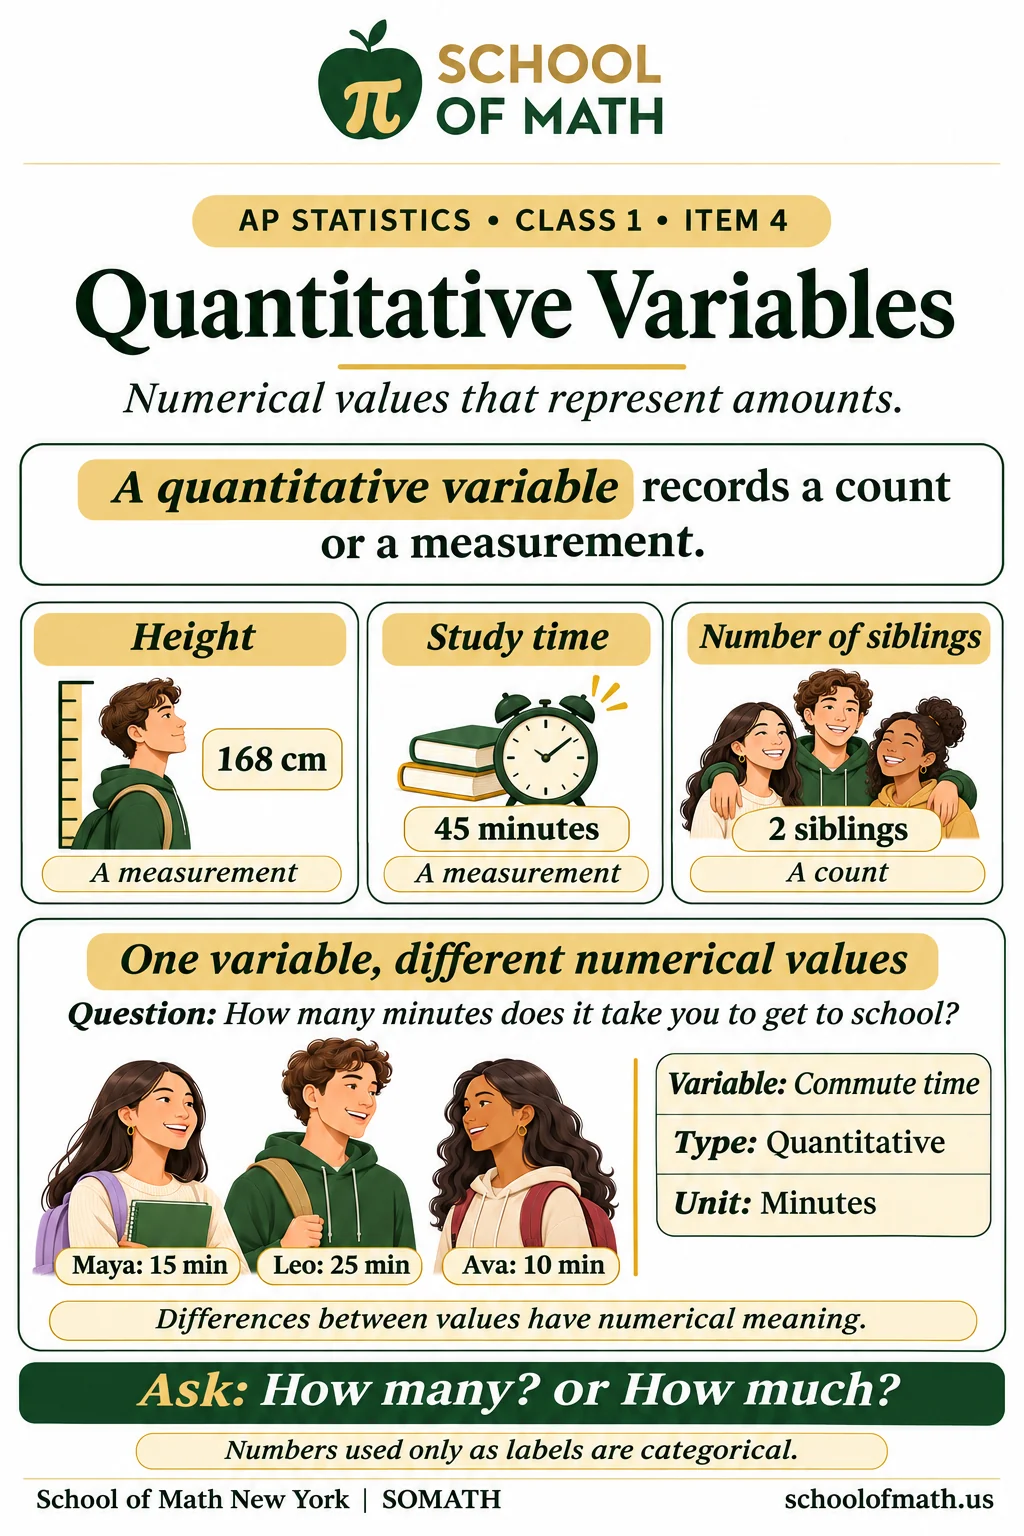 π
SCHOOL
OF MATH
AP STATISTICS • CLASS 1 • ITEM 4
Quantitative Variables
Numerical values that represent amounts.
A quantitative variable records a count
or a measurement.
Height
168 cm
A measurement
Study time
45 minutes
A measurement
Number of siblings
2 siblings
A count
One variable, different numerical values
Question: How many minutes does it take you to get to school?
Maya: 15 min
Leo: 25 min
Ava: 10 min
Variable: Commute time
Type: Quantitative
Unit: Minutes
Differences between values have numerical meaning.
Ask: How many? or How much?
Numbers used only as labels are categorical.
School of Math New York | SOMATH
schoolofmath.us